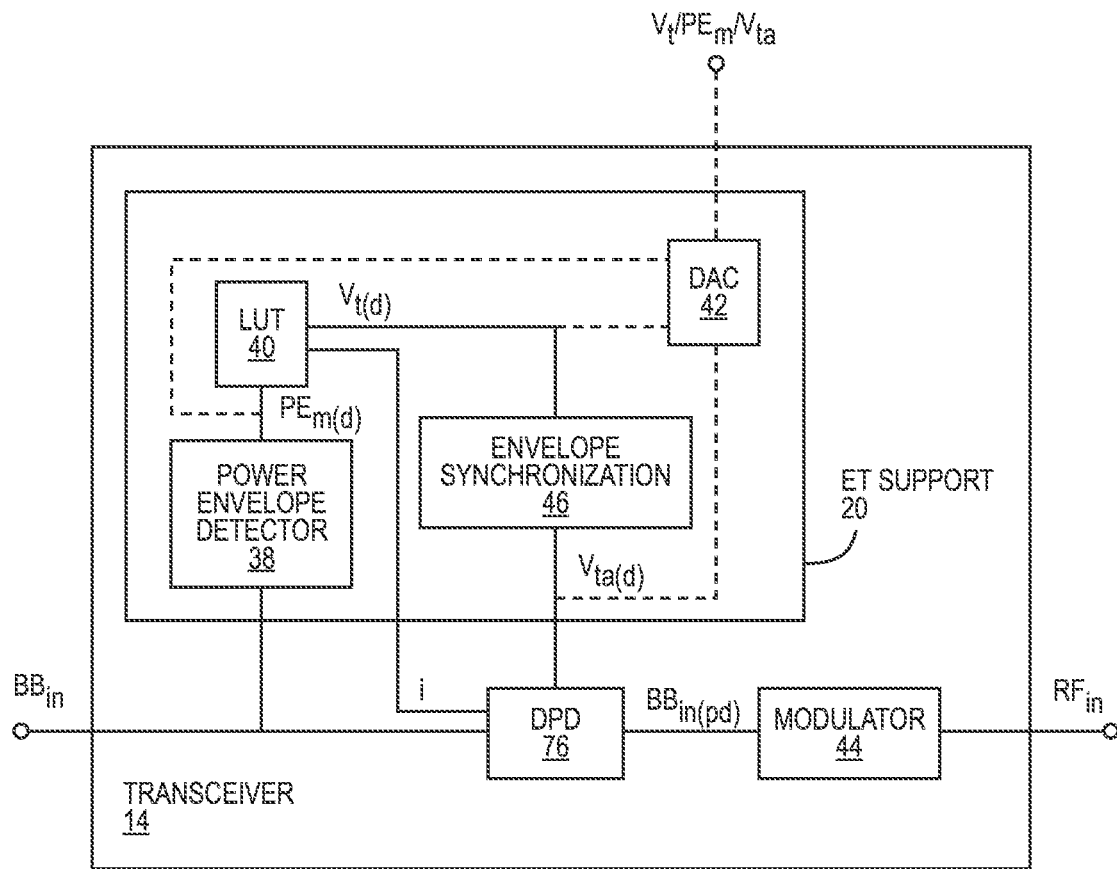 Vt/PEm/Vta
DAC
42
LUT
40
Vt(d)
PEm(d)
POWER
ENVELOPE
DETECTOR
38
ENVELOPE
SYNCHRONIZATION
46
ET SUPPORT
20
Vta(d)
BBin
i
DPD
76
BBin(pd)
MODULATOR
44
RFin
TRANSCEIVER
14